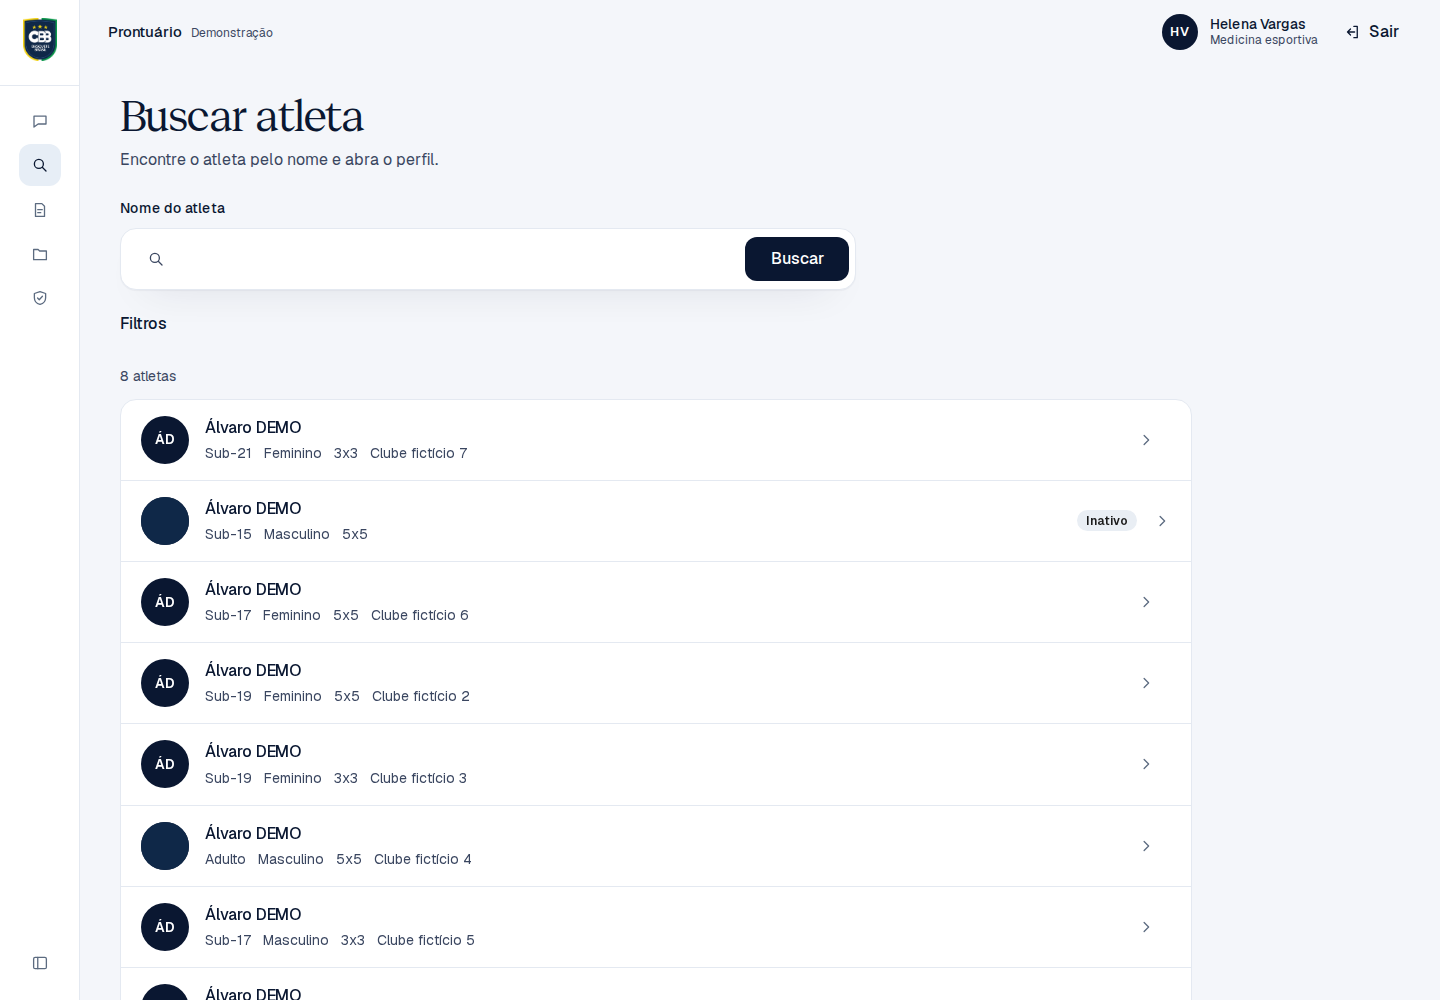 CBB
Prontuário Demonstração
HV
Helena Vargas
Medicina esportiva
Sair
Buscar atleta
Encontre o atleta pelo nome e abra o perfil.
Nome do atleta
Buscar
Filtros
8 atletas
ÁD
Álvaro DEMO
Sub-21 Feminino 3x3 Clube fictício 7
Álvaro DEMO
Sub-15 Masculino 5x5
Inativo
ÁD
Álvaro DEMO
Sub-17 Feminino 5x5 Clube fictício 6
ÁD
Álvaro DEMO
Sub-19 Feminino 5x5 Clube fictício 2
ÁD
Álvaro DEMO
Sub-19 Feminino 3x3 Clube fictício 3
Álvaro DEMO
Adulto Masculino 5x5 Clube fictício 4
ÁD
Álvaro DEMO
Sub-17 Masculino 3x3 Clube fictício 5
Álvaro DEMO